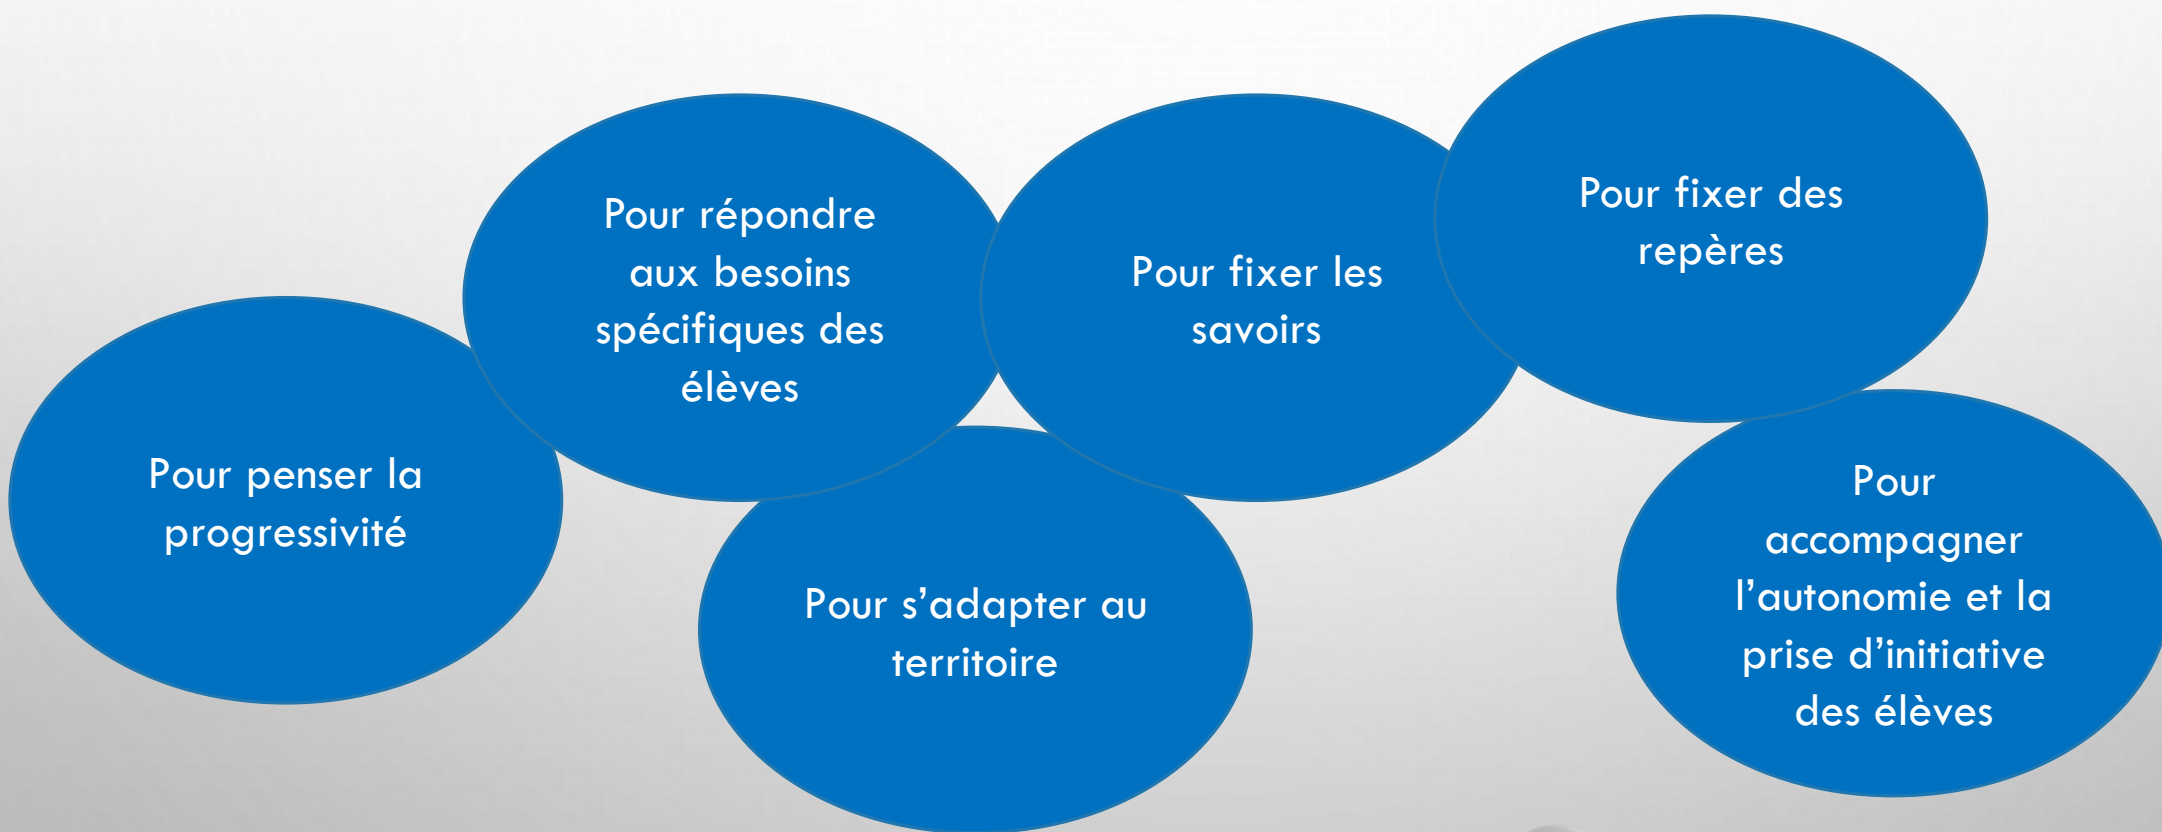 Pour penser la
progressivité
Pour répondre
aux besoins
spécifiques des
élèves
Pour s’adapter au
territoire
Pour fixer les
savoirs
Pour fixer des
repères
Pour
accompagner
l’autonomie et la
prise d’initiative
des élèves